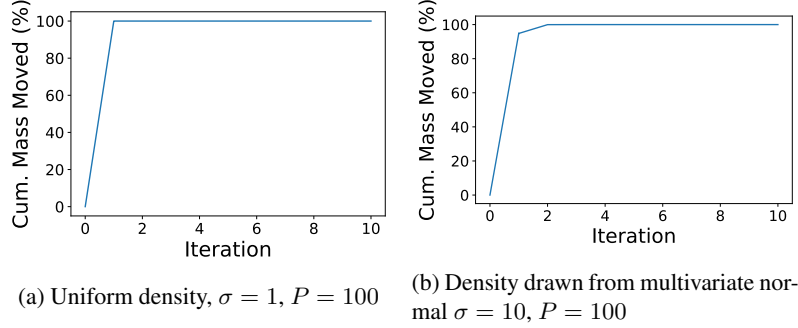 Cum. Mass Moved (%)
100
80
60
40
20
0
0 2 4 6 8 10
Iteration
(a) Uniform density, σ = 1, P = 100
Cum. Mass Moved (%)
100
80
60
40
20
0
0 2 4 6 8 10
Iteration
(b) Density drawn from multivariate nor-
mal σ = 10, P = 100